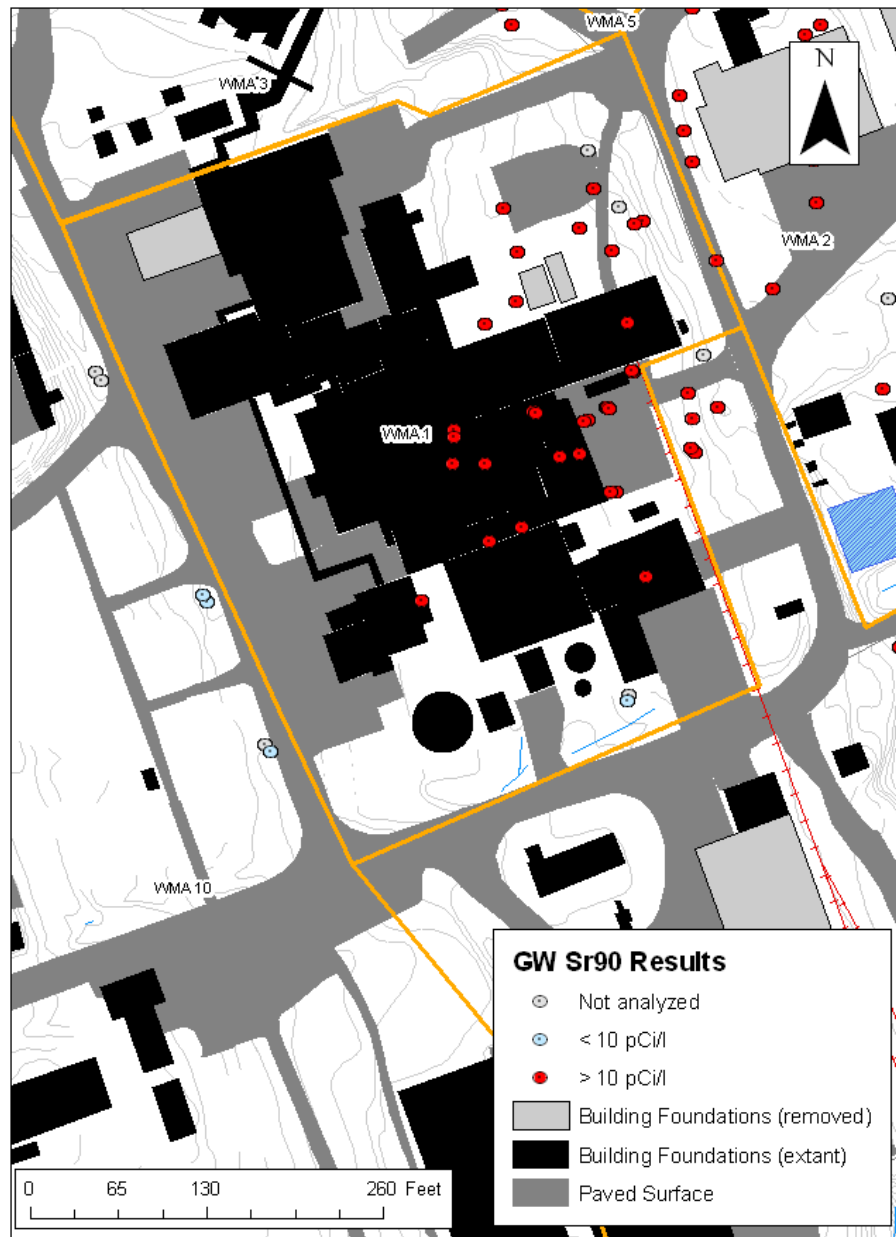 WMA 5
N
WMA 3
WMA 2
WMA 1
WMA 10
GW Sr90 Results
Not analyzed
< 10 pCi/l
> 10 pCi/l
Building Foundations (removed)
Building Foundations (extant)
Paved Surface
0 65 130 260 Feet